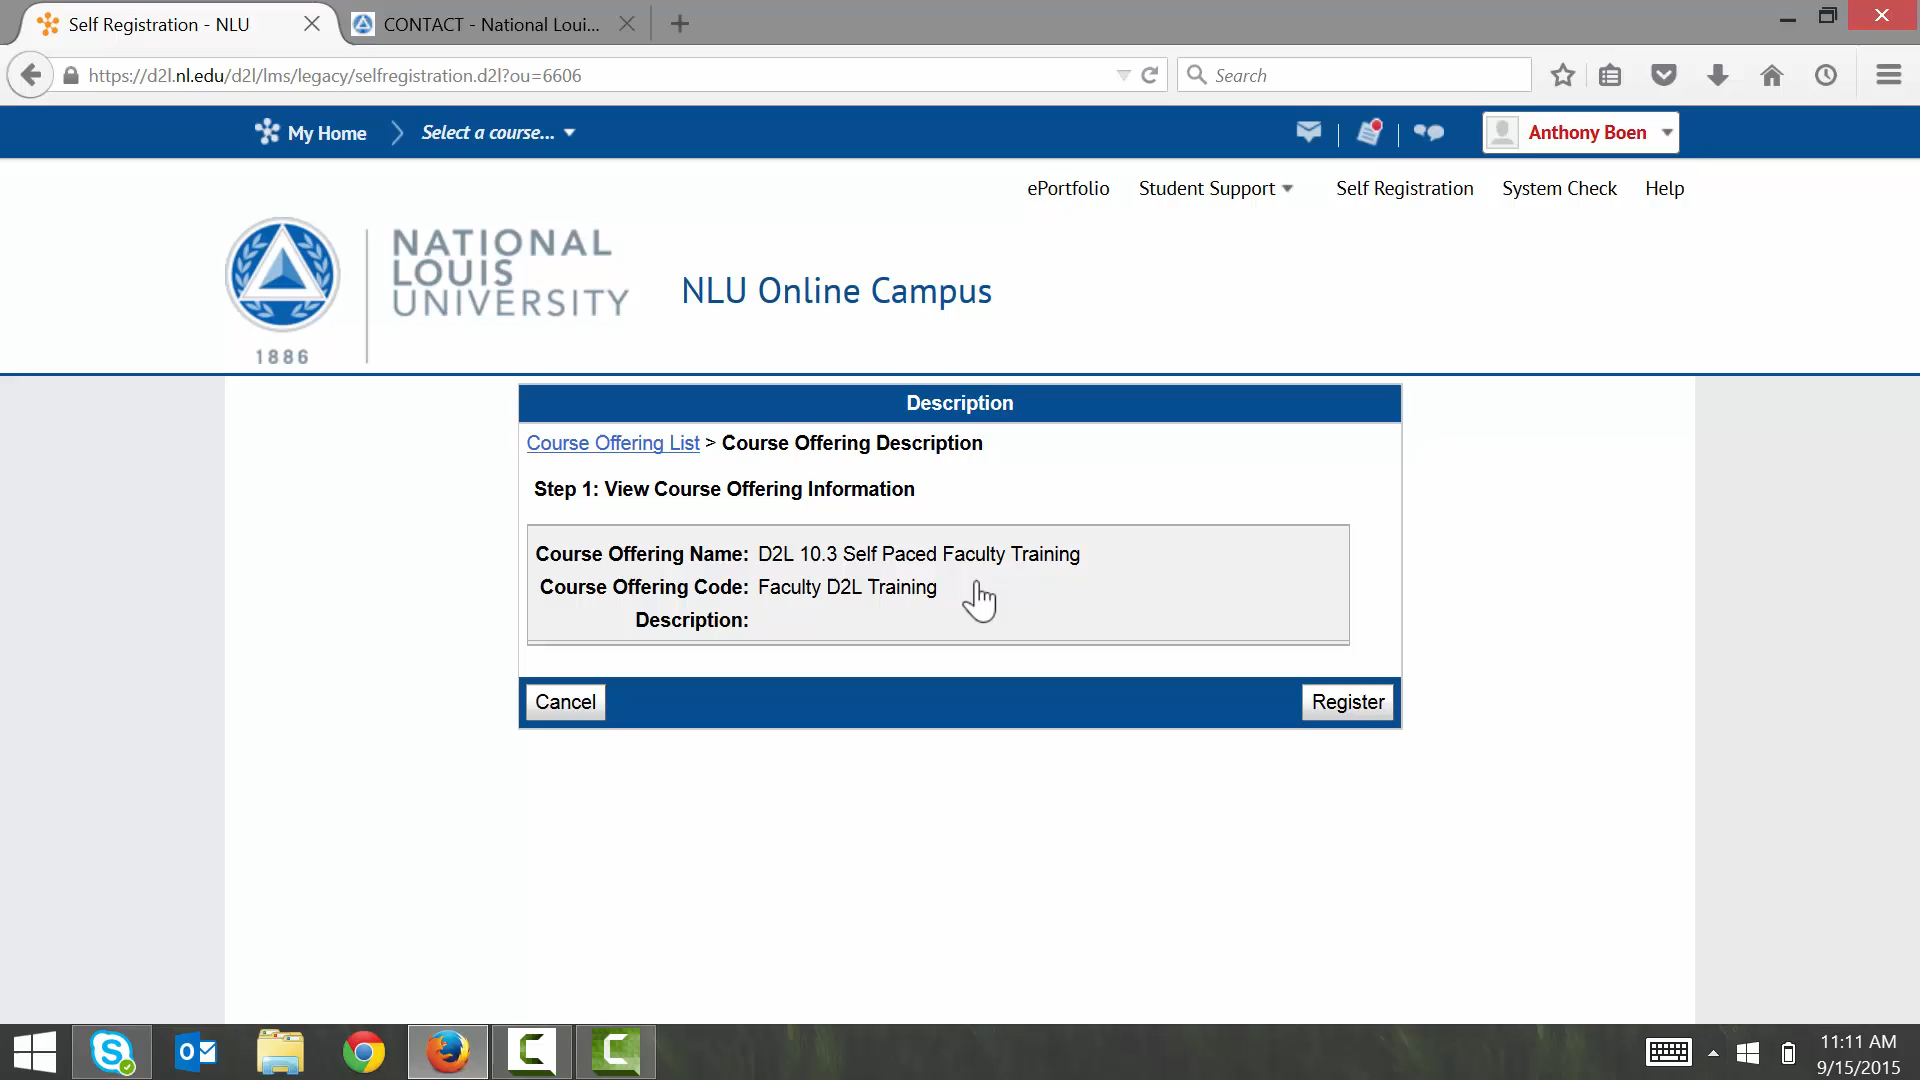 Self Registration - NLU
CONTACT - National Loui...
https://d2l.nl.edu/d2l/lms/legacy/selfregistration.d2l?ou=6606
Search
My Home
Select a course...
Anthony Boen
ePortfolio
Student Support
Self Registration
System Check
Help
NATIONAL
LOUIS
UNIVERSITY
1886
NLU Online Campus
Description
Course Offering List > Course Offering Description
Step 1: View Course Offering Information
Course Offering Name: D2L 10.3 Self Paced Faculty Training
Course Offering Code: Faculty D2L Training
Description:
Cancel
Register
11:11 AM
9/15/2015